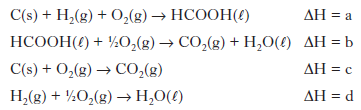 C(s) + H₂(g) + O₂(g) → HCOOH(ℓ) ΔH = a
HCOOH(ℓ) + ½O₂(g) → CO₂(g) + H₂O(ℓ) ΔH = b
C(s) + O₂(g) → CO₂(g) ΔH = c
H₂(g) + ½O₂(g) → H₂O(ℓ) ΔH = d